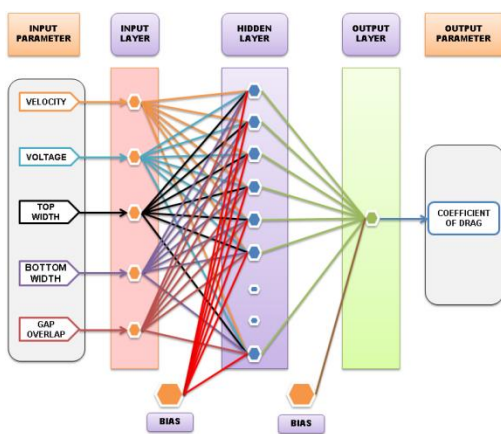 INPUT
PARAMETER
INPUT
LAYER
HIDDEN
LAYER
OUTPUT
LAYER
OUTPUT
PARAMETER
VELOCITY
VOLTAGE
TOP
WIDTH
BOTTOM
WIDTH
GAP
OVERLAP
COEFFICIENT
OF DRAG
BIAS
BIAS